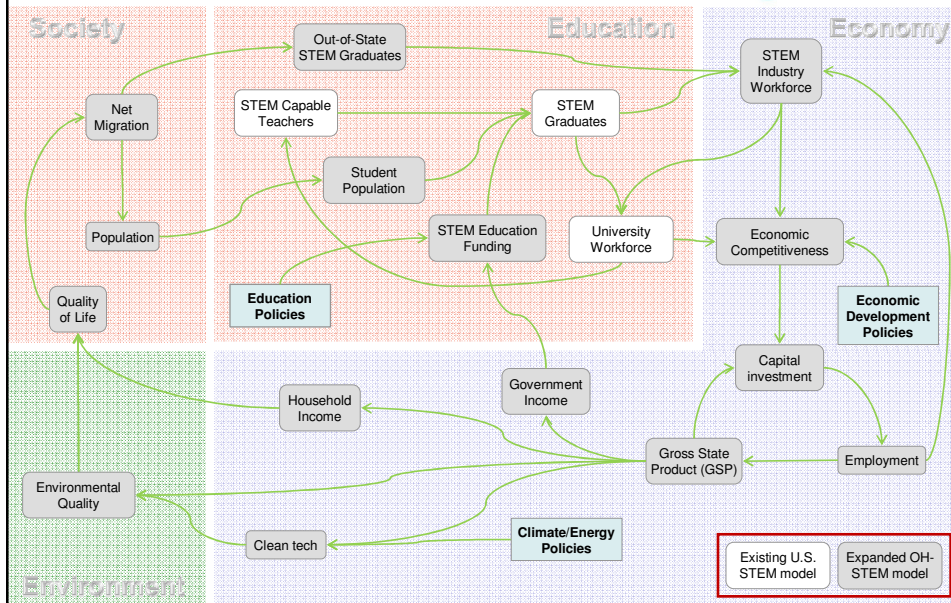 Society
Education
Economy
Out-of-State
STEM Graduates
STEM
Industry
Workforce
Net
Migration
STEM Capable
Teachers
STEM
Graduates
Student
Population
Population
STEM Education
Funding
University
Workforce
Economic
Competitiveness
Quality
of Life
Education
Policies
Economic
Development
Policies
Capital
investment
Household
Income
Government
Income
Gross State
Product (GSP)
Employment
Environmental
Quality
Clean tech
Climate/Energy
Policies
Existing U.S.
STEM model
Expanded OH-
STEM model
Environment